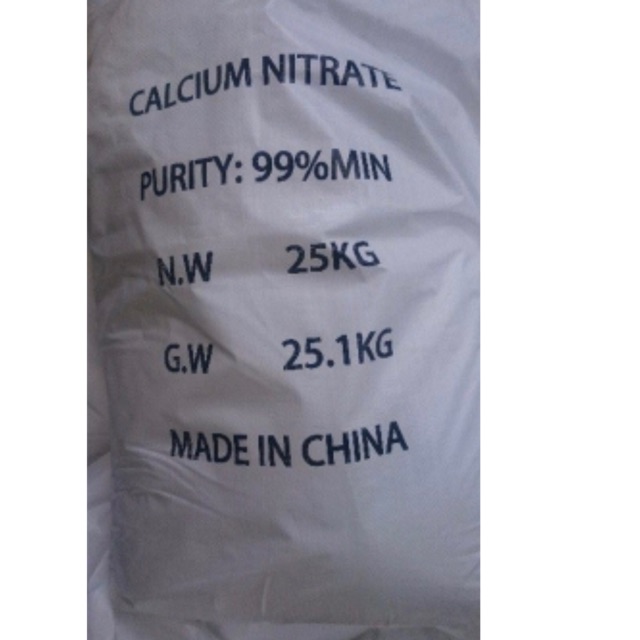 CALCIUM NITRATE
PURITY: 99%MIN
N.W 25KG
G.W 25.1KG
MADE IN CHINA